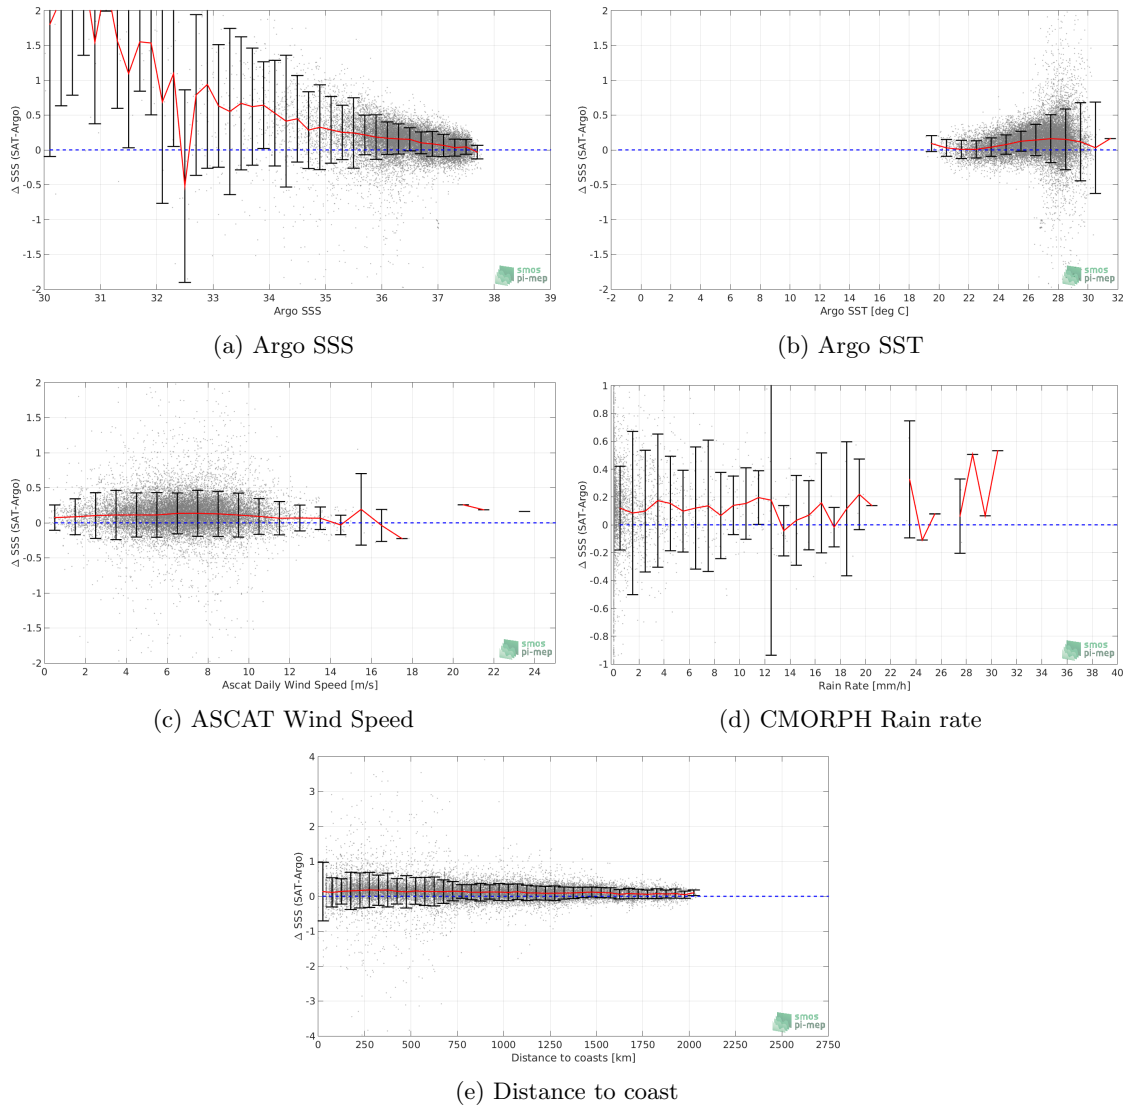 2
1.5
1
0.5
0
-0.5
-1
-1.5
-2
Δ SSS (SAT-Argo)
30 31 32 33 34 35 36 37 38 39
Argo SSS
smos
pi-mep
(a) Argo SSS
2
1.5
1
0.5
0
-0.5
-1
-1.5
-2
Δ SSS (SAT-Argo)
-2 0 2 4 6 8 10 12 14 16 18 20 22 24 26 28 30 32
Argo SST [deg C]
smos
pi-mep
(b) Argo SST
2
1.5
1
0.5
0
-0.5
-1
-1.5
-2
Δ SSS (SAT-Argo)
0 2 4 6 8 10 12 14 16 18 20 22 24
Ascat Daily Wind Speed [m/s]
smos
pi-mep
(c) ASCAT Wind Speed
1
0.8
0.6
0.4
0.2
0
-0.2
-0.4
-0.6
-0.8
-1
Δ SSS (SAT-Argo)
0 2 4 6 8 10 12 14 16 18 20 22 24 26 28 30 32 34 36 38 40
Rain Rate [mm/h]
smos
pi-mep
(d) CMORPH Rain rate
4
3
2
1
0
-1
-2
-3
-4
Δ SSS (SAT-Argo)
0 250 500 750 1000 1250 1500 1750 2000 2250 2500 2750
Distance to coasts [km]
smos
pi-mep
(e) Distance to coast